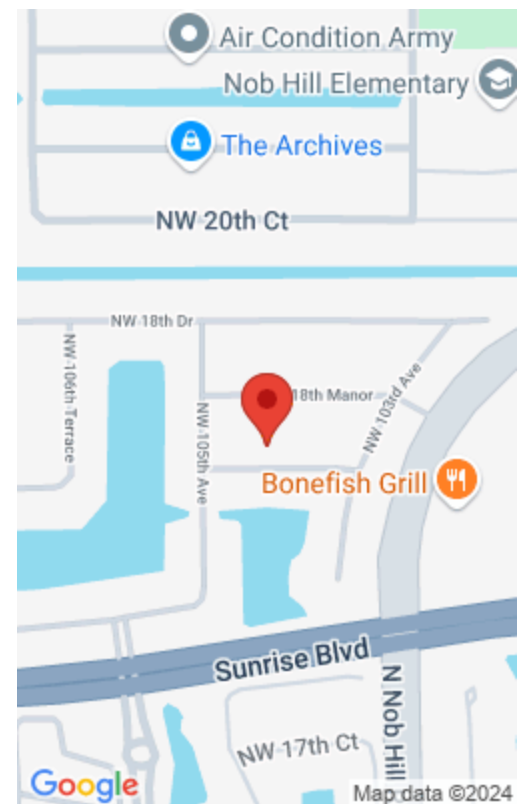 Air Condition Army
Nob Hill Elementary
The Archives
NW 20th Ct
NW 18th Dr
NW 106th Terrace
18th Manor
NW 105th Ave
NW 103rd Ave
Bonefish Grill
Sunrise Blvd
N Nob Hill
NW 17th Ct
Google
Map data ©2024